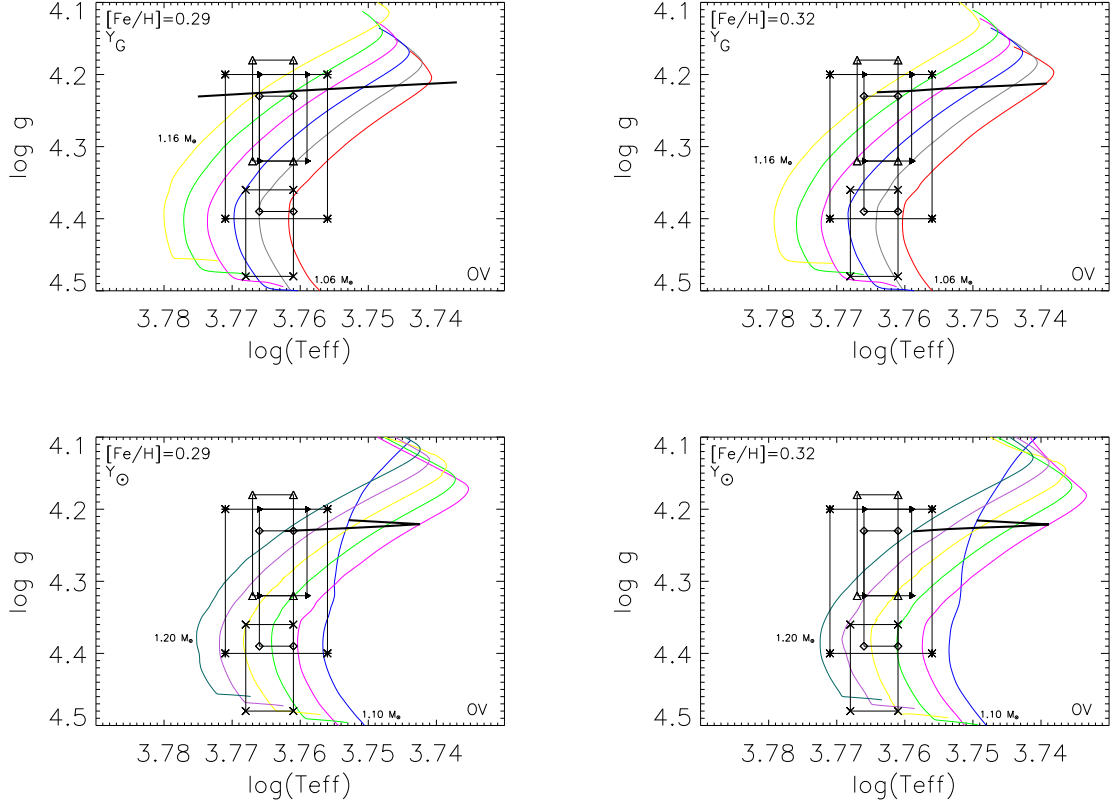 [Fe/H]=0.29
Y_G
4.1
4.2
4.3
4.4
4.5
log g
1.16 M⊙
1.06 M⊙
OV
3.78 3.77 3.76 3.75 3.74
log(Teff)
[Fe/H]=0.32
Y_G
4.1
4.2
4.3
4.4
4.5
log g
1.16 M⊙
1.06 M⊙
OV
3.78 3.77 3.76 3.75 3.74
log(Teff)
[Fe/H]=0.29
Y⊙
4.1
4.2
4.3
4.4
4.5
log g
1.20 M⊙
1.10 M⊙
OV
3.78 3.77 3.76 3.75 3.74
log(Teff)
[Fe/H]=0.32
Y⊙
4.1
4.2
4.3
4.4
4.5
log g
1.20 M⊙
1.10 M⊙
OV
3.78 3.77 3.76 3.75 3.74
log(Teff)